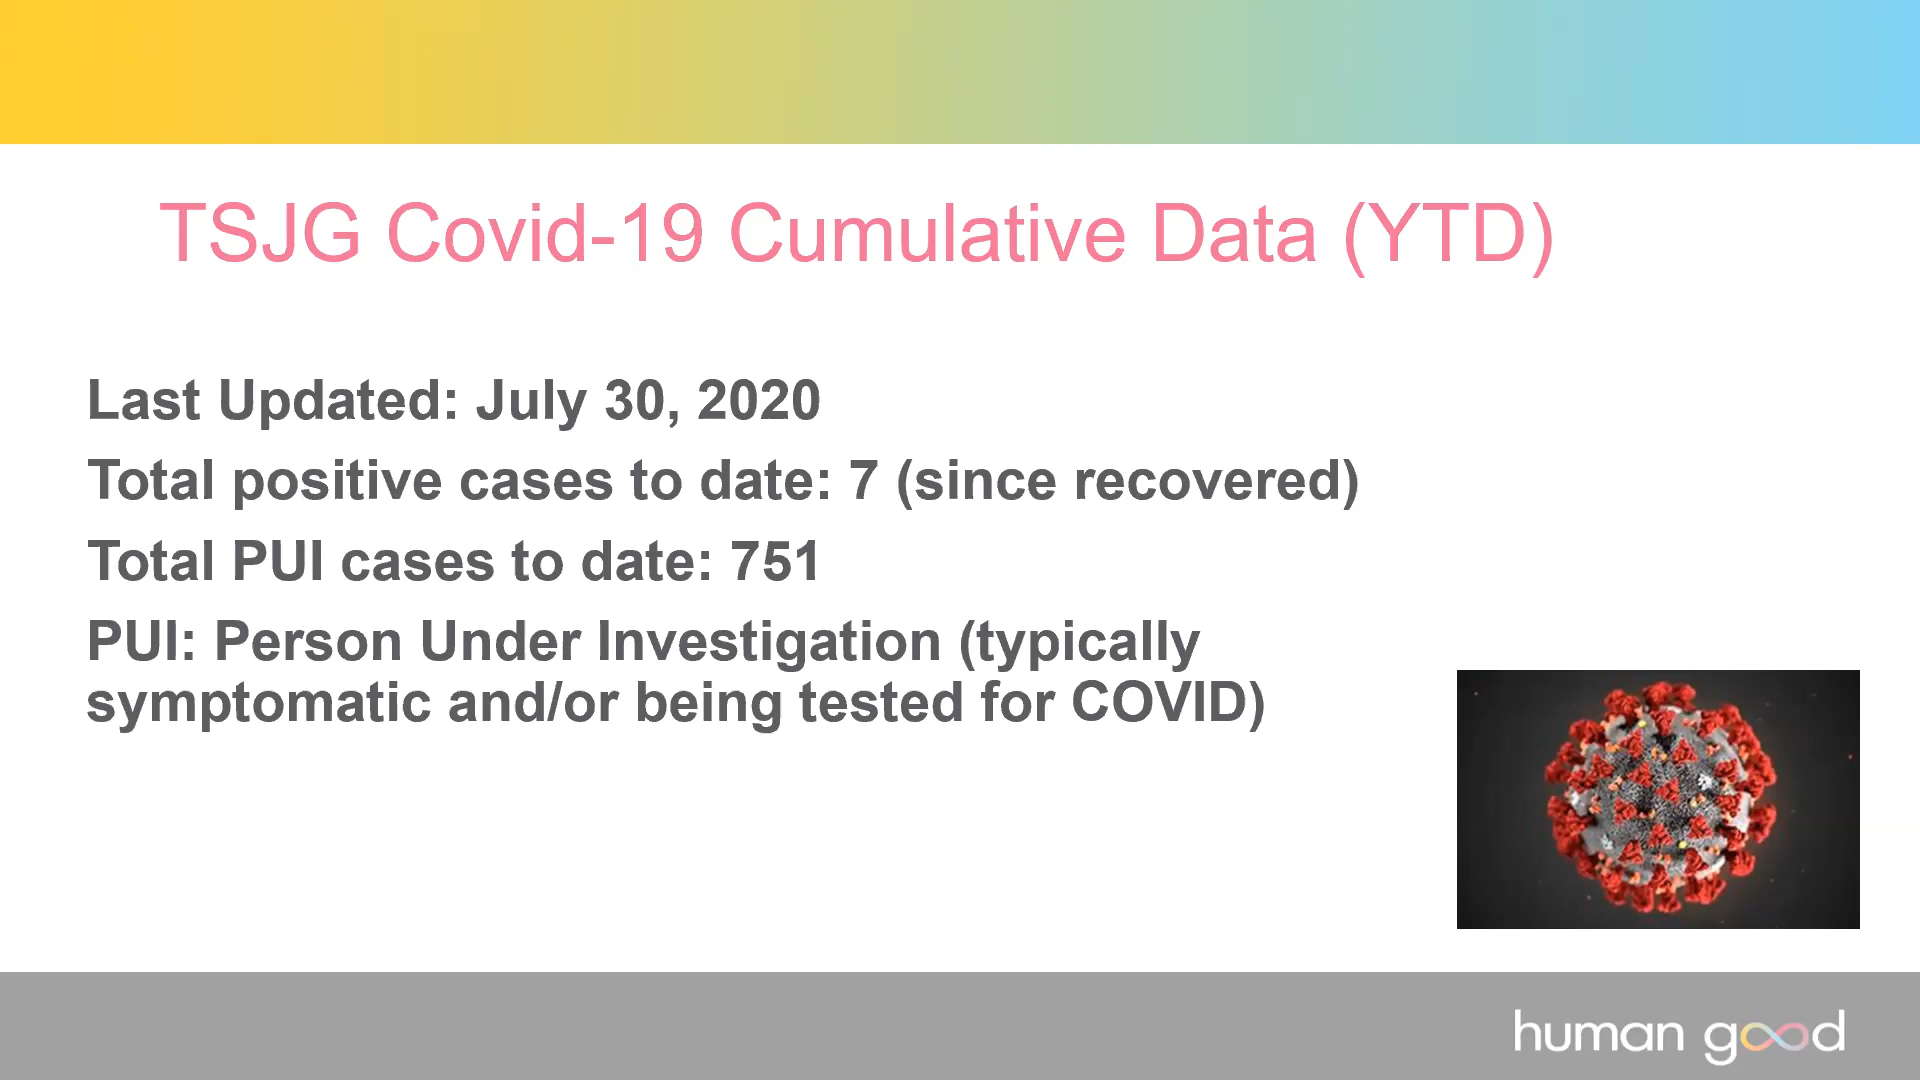 TSJG Covid-19 Cumulative Data (YTD)
Last Updated: July 30, 2020
Total positive cases to date: 7 (since recovered)
Total PUI cases to date: 751
PUI: Person Under Investigation (typically
symptomatic and/or being tested for COVID)
human good